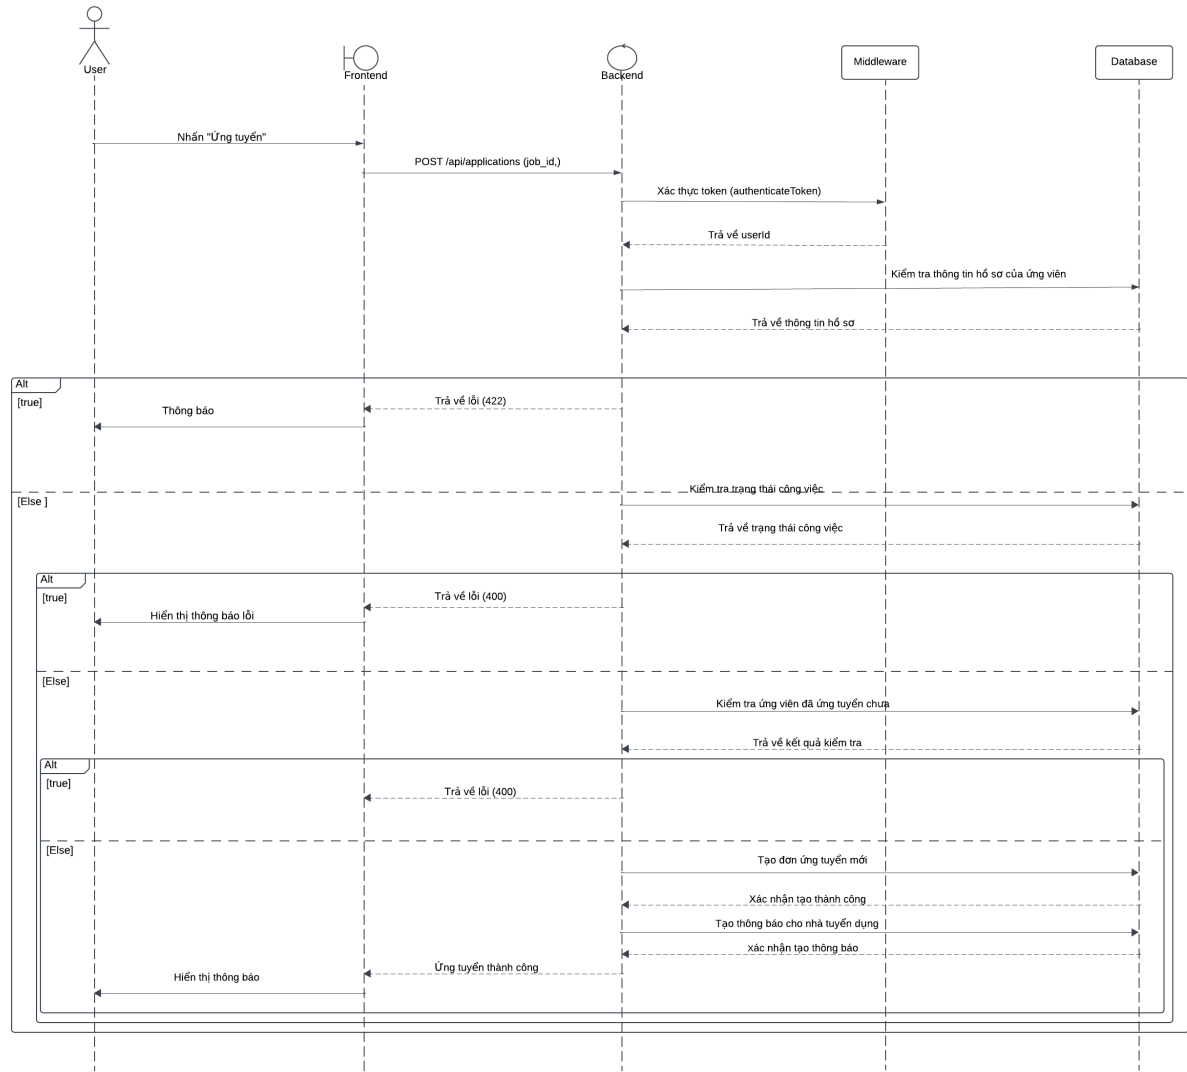 User
Frontend
Backend
Middleware
Database
Nhấn "Ứng tuyển"
POST /api/applications (job_id,)
Xác thực token (authenticateToken)
Trả về userId
Kiểm tra thông tin hồ sơ của ứng viên
Trả về thông tin hồ sơ
Alt
[true]
Trả về lỗi (422)
Thông báo
Kiểm tra trạng thái công việc
[Else ]
Trả về trạng thái công việc
Alt
[true]
Trả về lỗi (400)
Hiển thị thông báo lỗi
[Else]
Kiểm tra ứng viên đã ứng tuyển chưa
Trả về kết quả kiểm tra
Alt
[true]
Trả về lỗi (400)
[Else]
Tạo đơn ứng tuyển mới
Xác nhận tạo thành công
Tạo thông báo cho nhà tuyển dụng
Xác nhận tạo thông báo
Ứng tuyển thành công
Hiển thị thông báo